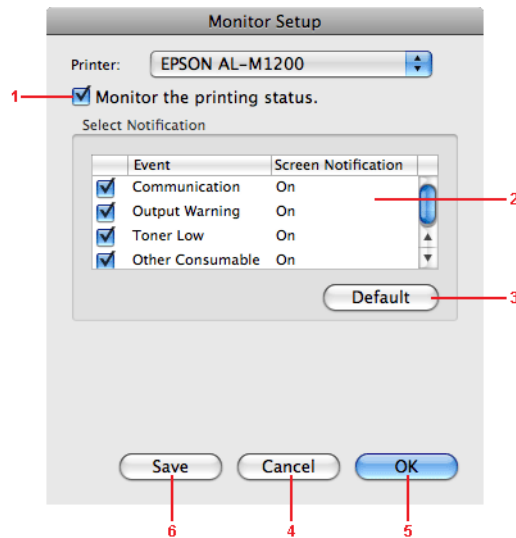 Monitor Setup
Printer: EPSON AL-M1200
1 Monitor the printing status.
Select Notification
Event Screen Notification
Communication On
2
Output Warning On
Toner Low On
Other Consumable On
Default 3
Save Cancel OK
6 4 5